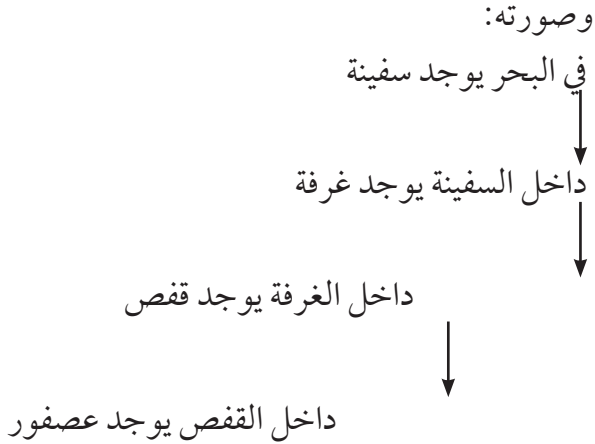 وصورته:
في البحر يوجد سفينة
داخل السفينة يوجد غرفة
داخل الغرفة يوجد قفص
داخل القفص يوجد عصفور